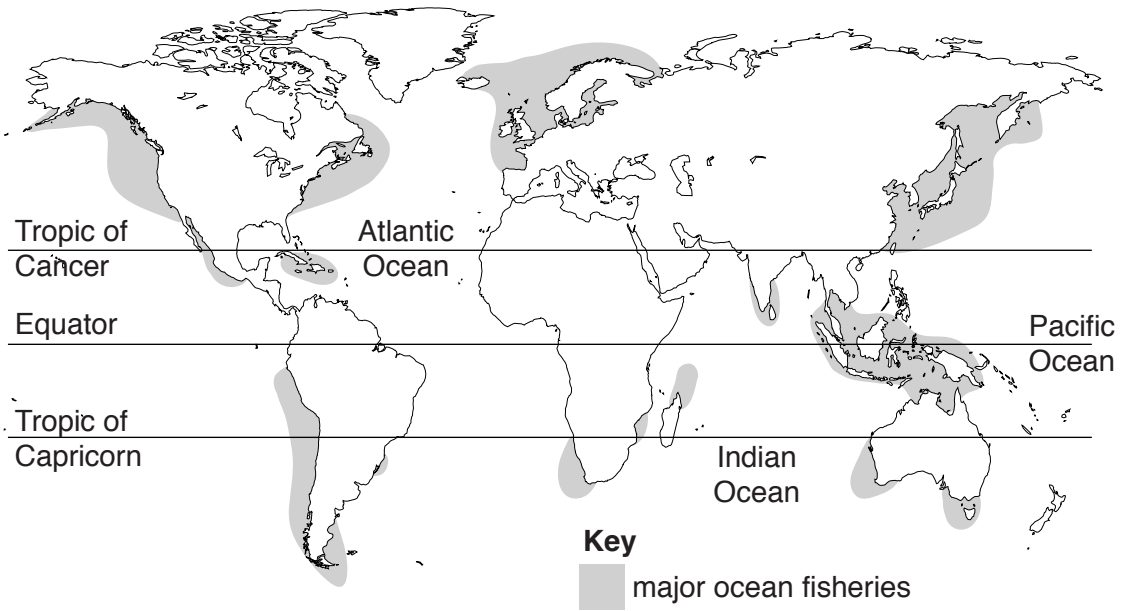 Tropic of
Cancer
Atlantic
Ocean
Equator
Pacific
Ocean
Tropic of
Capricorn
Indian
Ocean
Key
major ocean fisheries